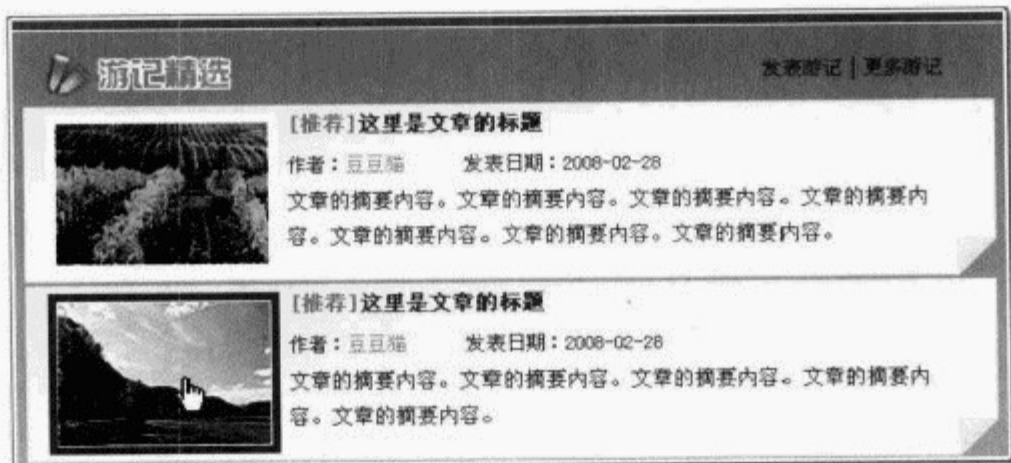 游记精选
发表游记 | 更多游记
[推荐]这里是文章的标题
作者：豆豆猫 发表日期：2008-02-28
文章的摘要内容。文章的摘要内容。文章的摘要内容。文章的摘要内
容。文章的摘要内容。文章的摘要内容。文章的摘要内容。
[推荐]这里是文章的标题
作者：豆豆猫 发表日期：2008-02-28
文章的摘要内容。文章的摘要内容。文章的摘要内容。文章的摘要内
容。文章的摘要内容。